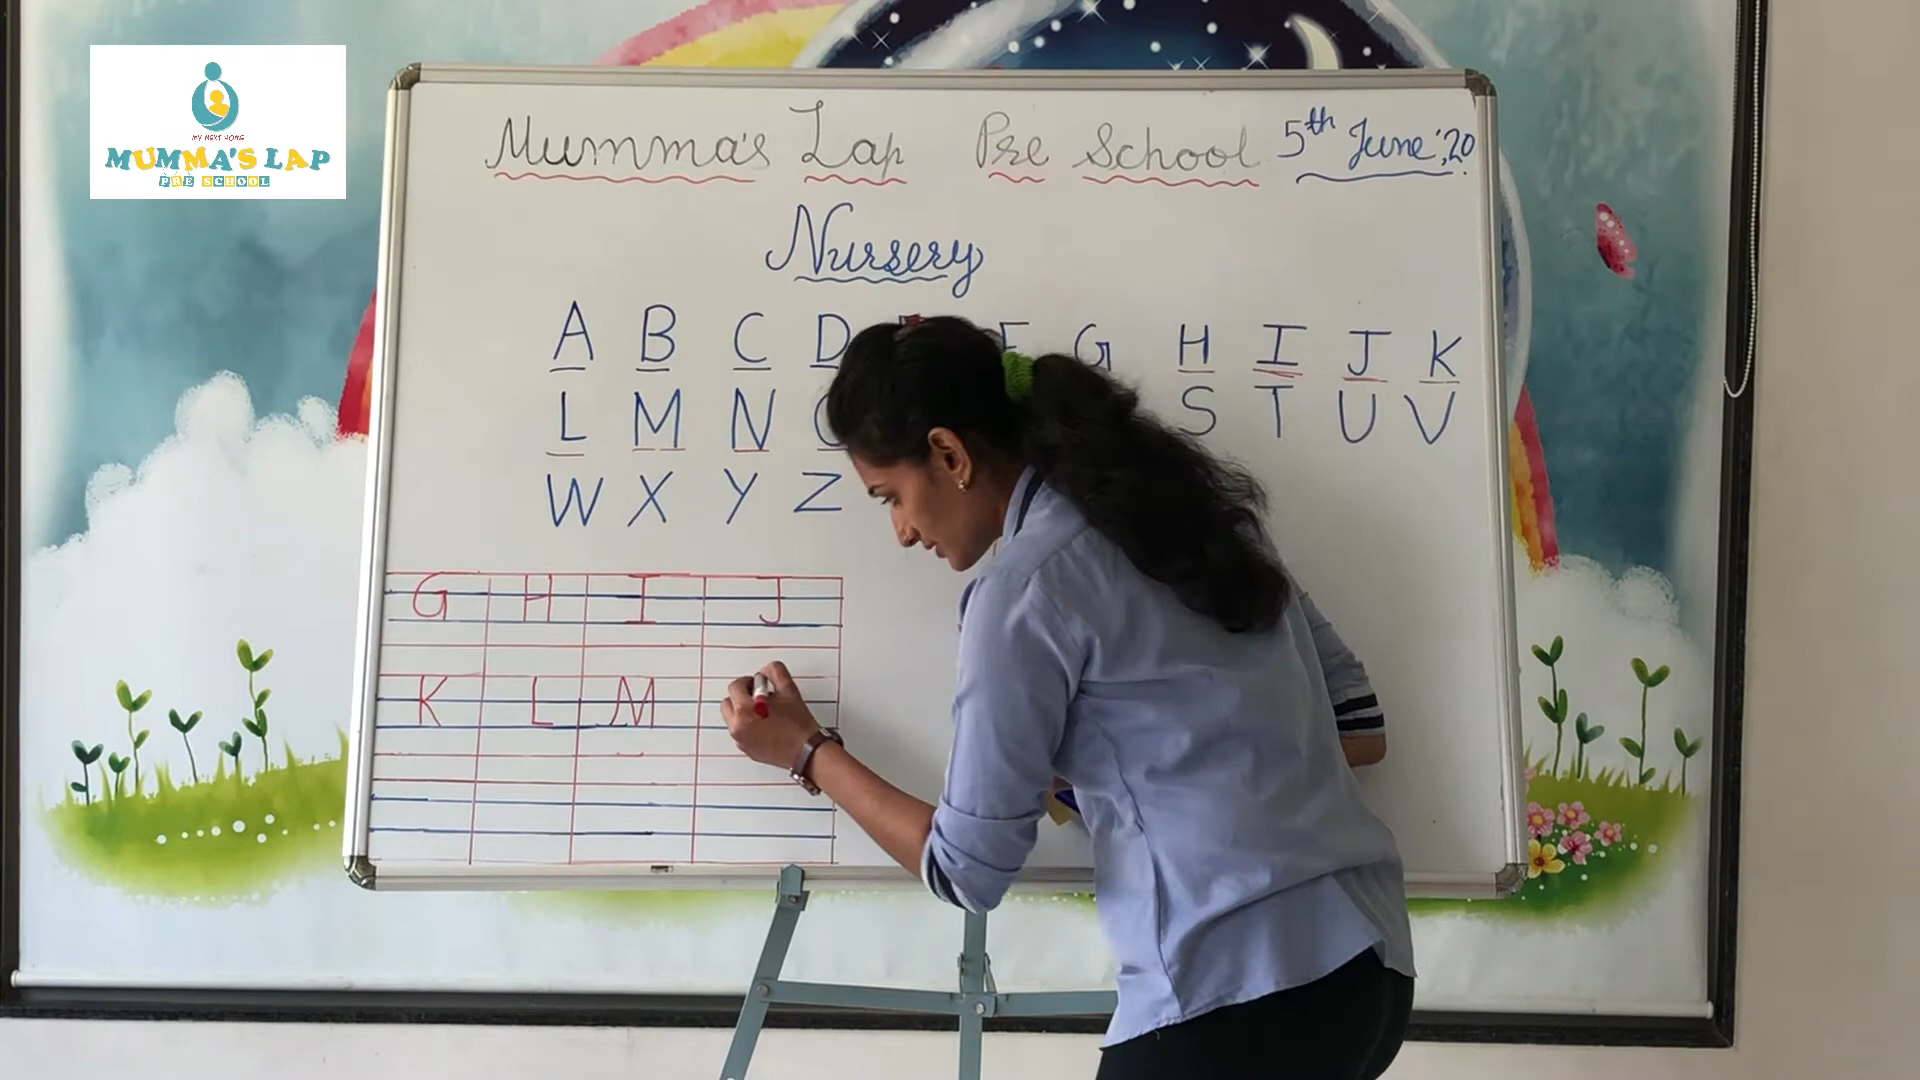 MY NEXT HOME
MUMMA'S LAP
PRE SCHOOL
Mumma's Lap Pre School 5th June',20
Nursery
A B C D F G H I J K
L M N O S T U V
W X Y Z
G H I J
K L M